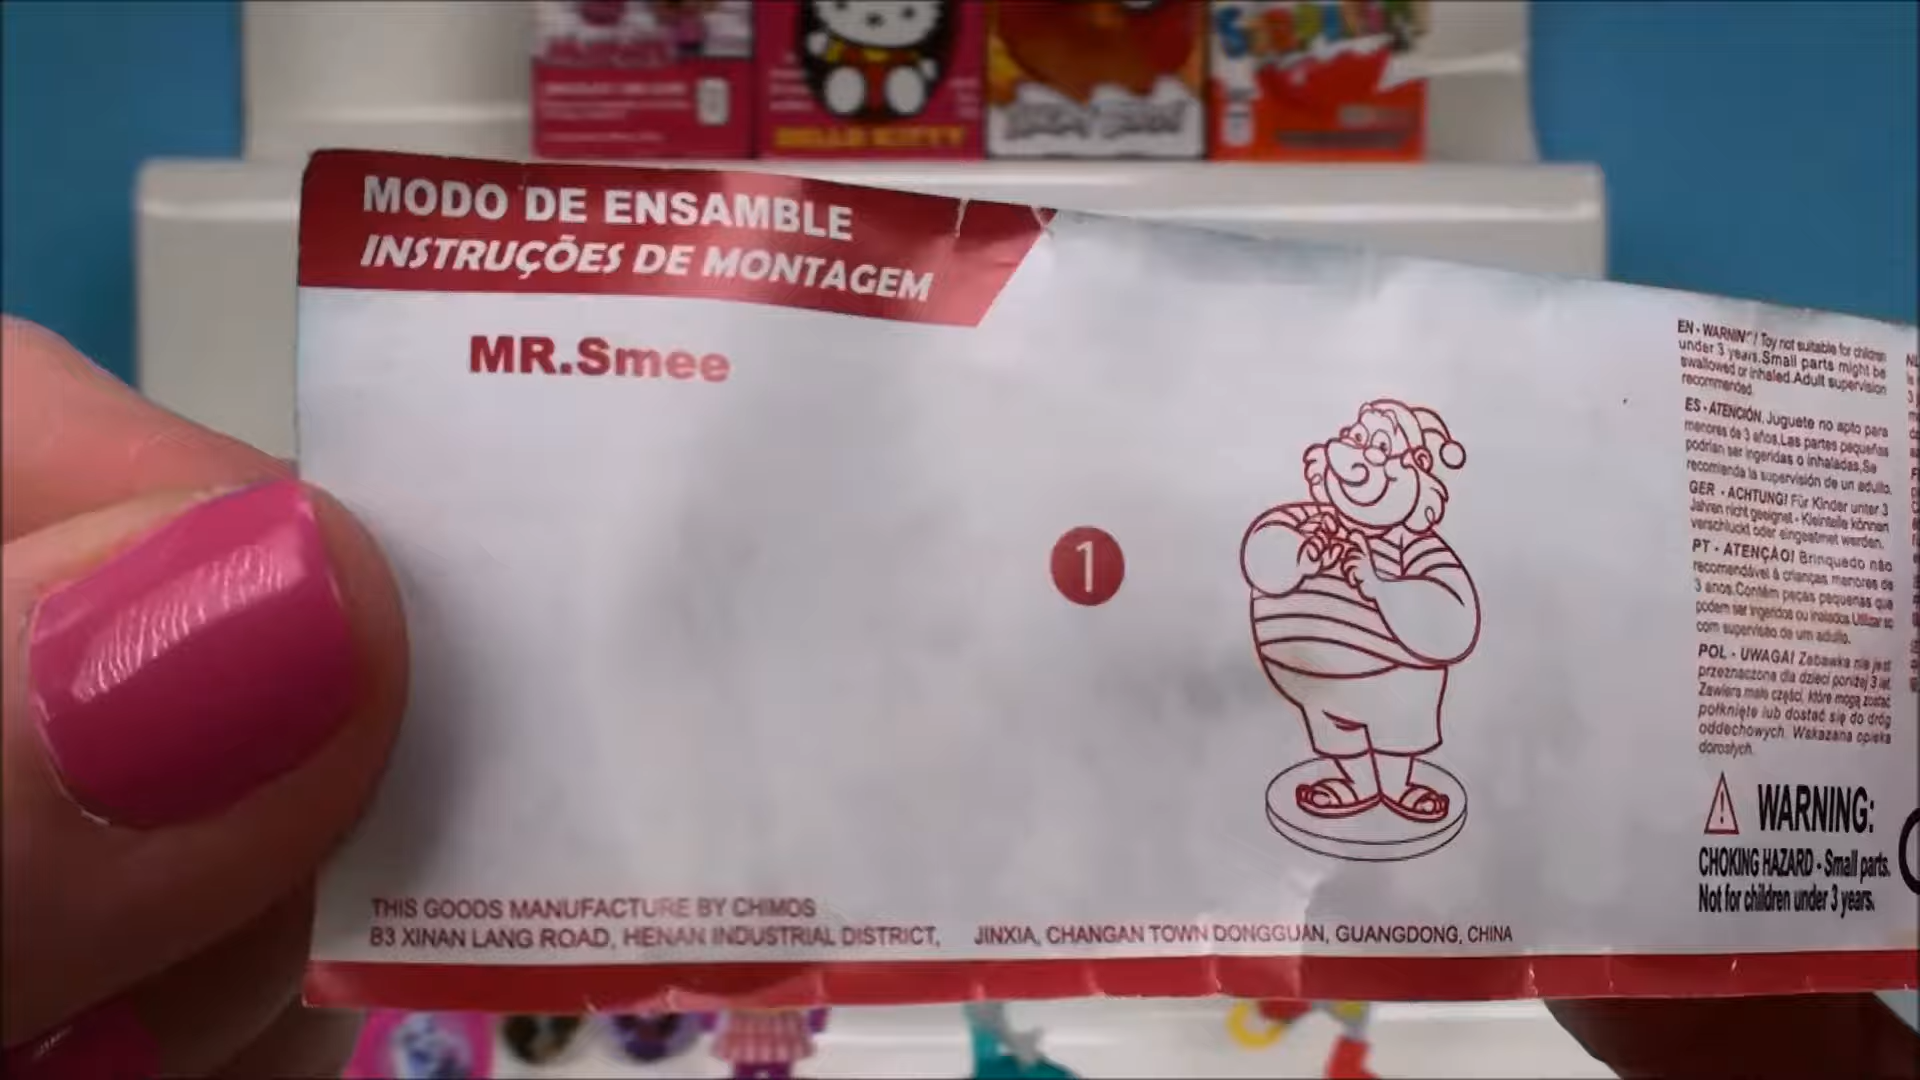 HELLO KITTY
MODO DE ENSAMBLE
INSTRUÇÕES DE MONTAGEM
MR.Smee
1
EN - WARNING! Toy not suitable for children
under 3 years.Small parts might be
swallowed or inhaled.Adult supervision
recommended.
ES - ATENCIÓN. Juguete no apto para
menores de 3 años.Las partes pequeñas
podrían ser ingeridas o inhaladas.Se
recomienda la supervisión de un adulto.
GER - ACHTUNG! Für Kinder unter 3
Jahren nicht geeignet - Kleinteile können
verschluckt oder eingeatmet werden.
PT - ATENÇÃO! Brinquedo não
recomendável à crianças menores de
3 anos.Contém peças pequenas que
podem ser ingeridos ou inalados.Utilizar so
com supervisão de um adulto.
POL - UWAGA! Zabawka nie jest
przeznaczona dla dzieci poniżej 3 lat.
Zawiera małe części, które mogą zostać
połknięte lub dostać się do dróg
oddechowych. Wskazana opieka
dorosłych.
WARNING:
CHOKING HAZARD - Small parts.
Not for children under 3 years.
THIS GOODS MANUFACTURE BY CHIMOS
B3 XINAN LANG ROAD, HENAN INDUSTRIAL DISTRICT, JINXIA, CHANGAN TOWN DONGGUAN, GUANGDONG, CHINA